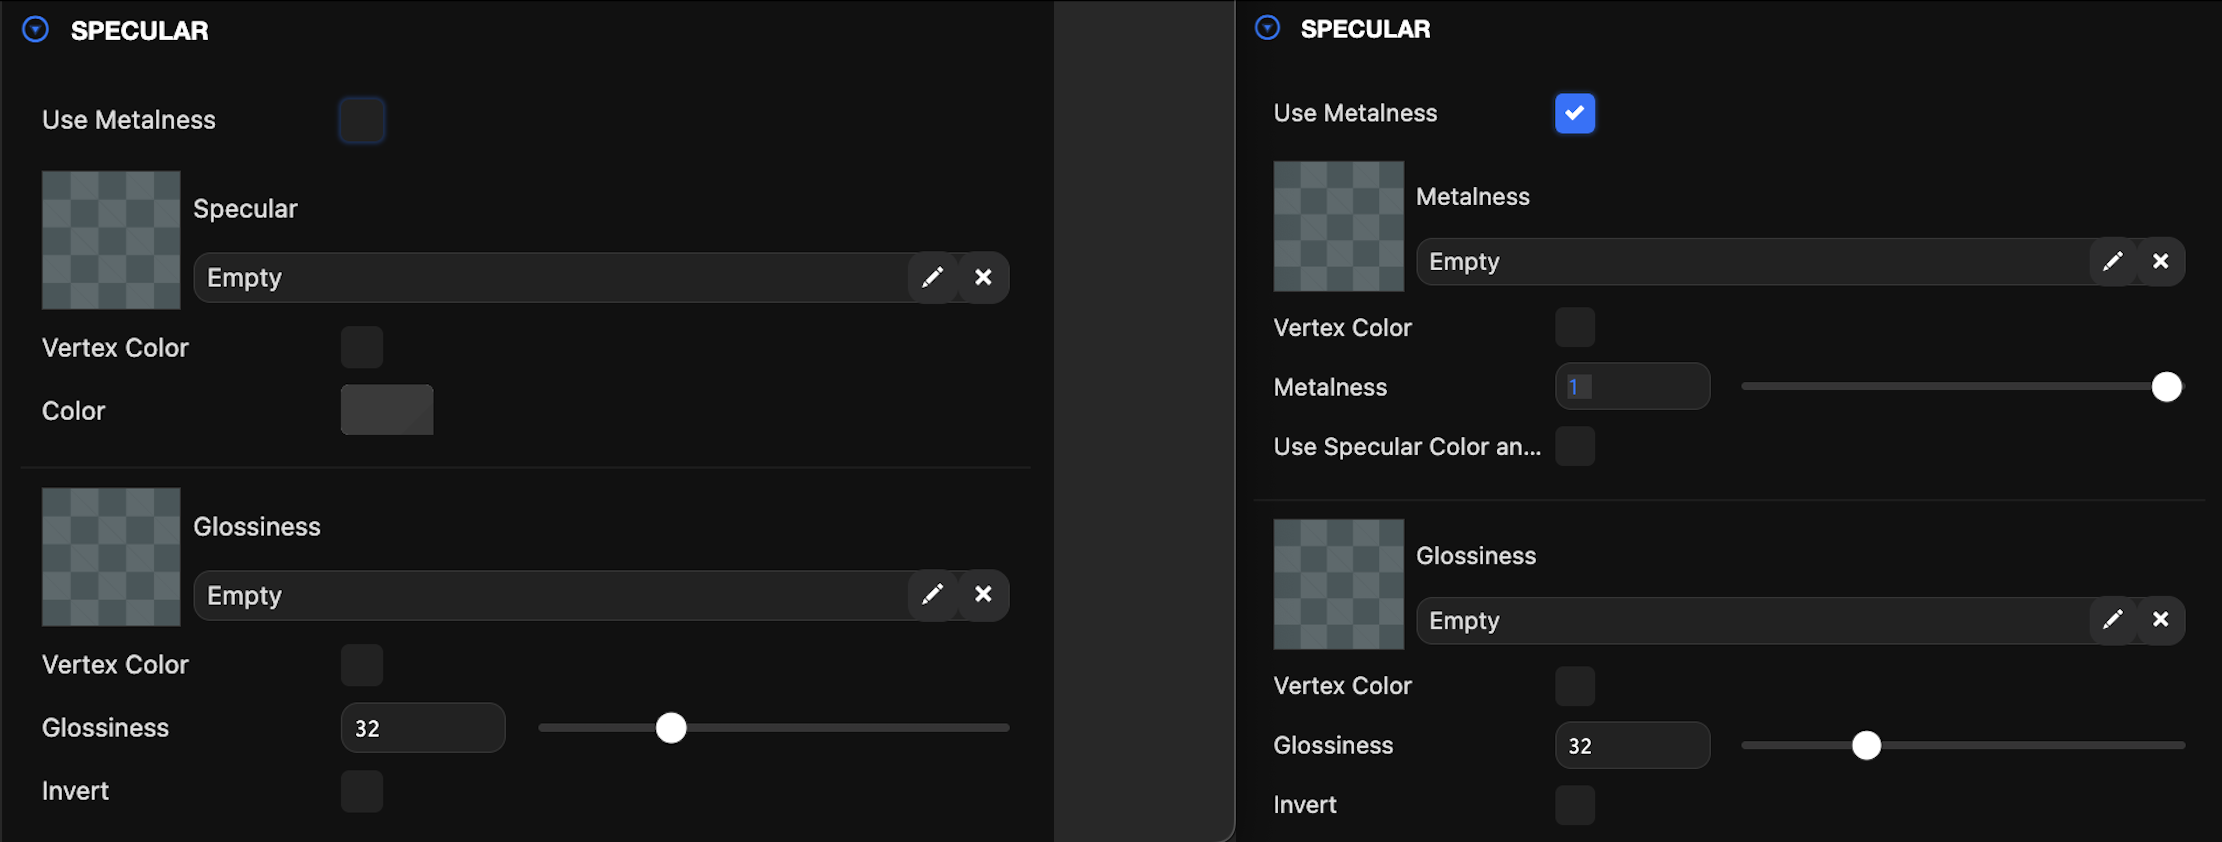 SPECULAR
Use Metalness
Specular
Empty
Vertex Color
Color
Glossiness
Empty
Vertex Color
Glossiness 32
Invert
SPECULAR
Use Metalness
Metalness
Empty
Vertex Color
Metalness 1
Use Specular Color an...
Glossiness
Empty
Vertex Color
Glossiness 32
Invert